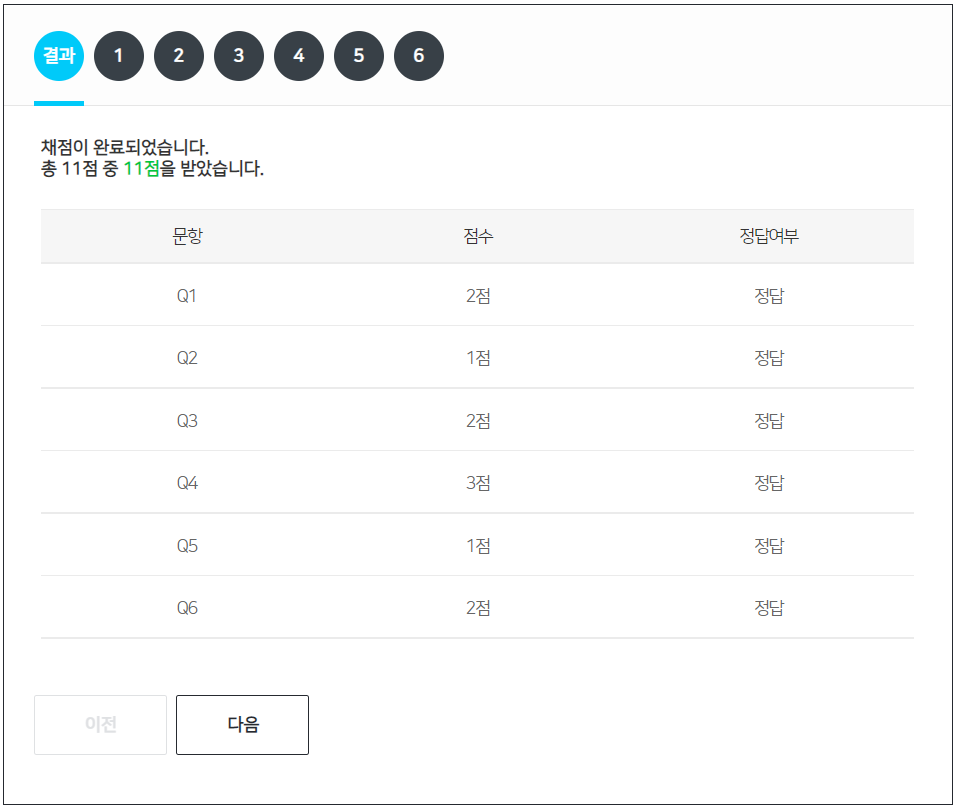 결과 1 2 3 4 5 6
채점이 완료되었습니다.
총 11점 중 11점을 받았습니다.
문항 점수 정답여부
Q1 2점 정답
Q2 1점 정답
Q3 2점 정답
Q4 3점 정답
Q5 1점 정답
Q6 2점 정답
이전 다음